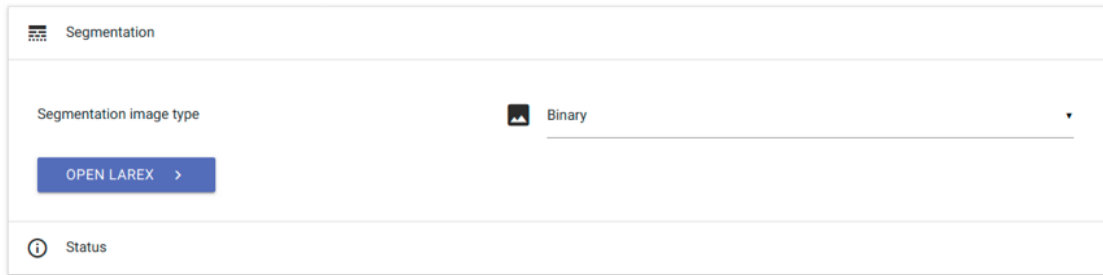 Segmentation
Segmentation image type
Binary
OPEN LAREX
Status